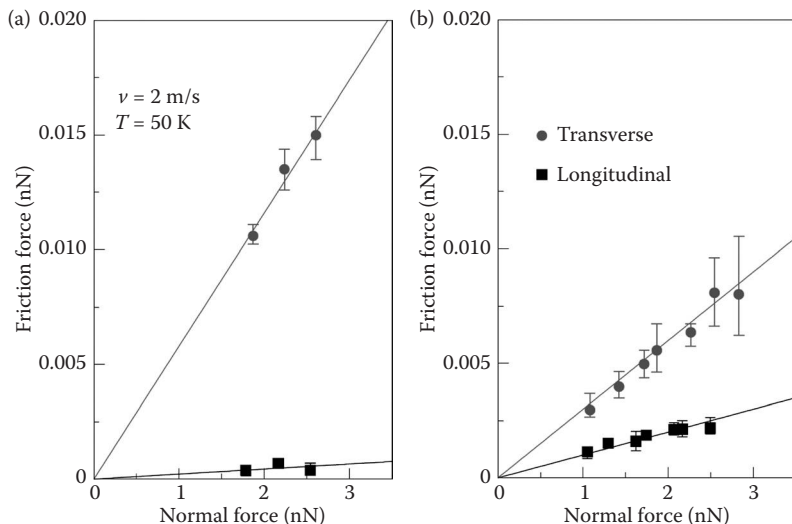 (a)
0.020
0.015
0.010
0.005
0
Friction force (nN)
v = 2 m/s
T = 50 K
0
1
2
3
Normal force (nN)
(b)
0.020
0.015
0.010
0.005
0
Friction force (nN)
Transverse
Longitudinal
0
1
2
3
Normal force (nN)